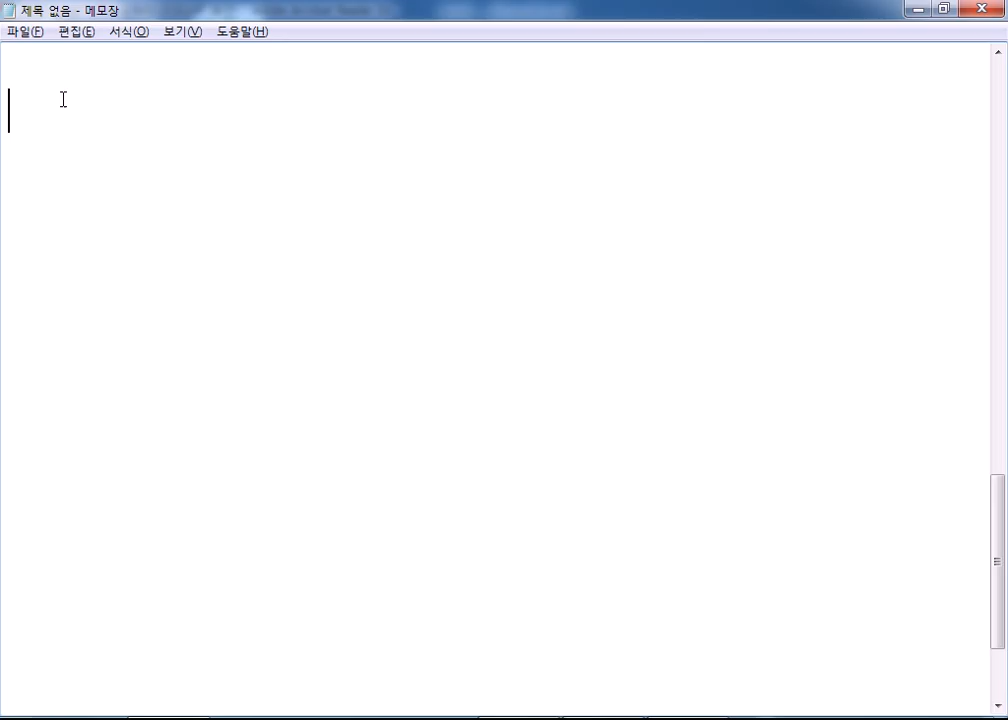 제목 없음 - 메모장
파일(F) 편집(E) 서식(O) 보기(V) 도움말(H)